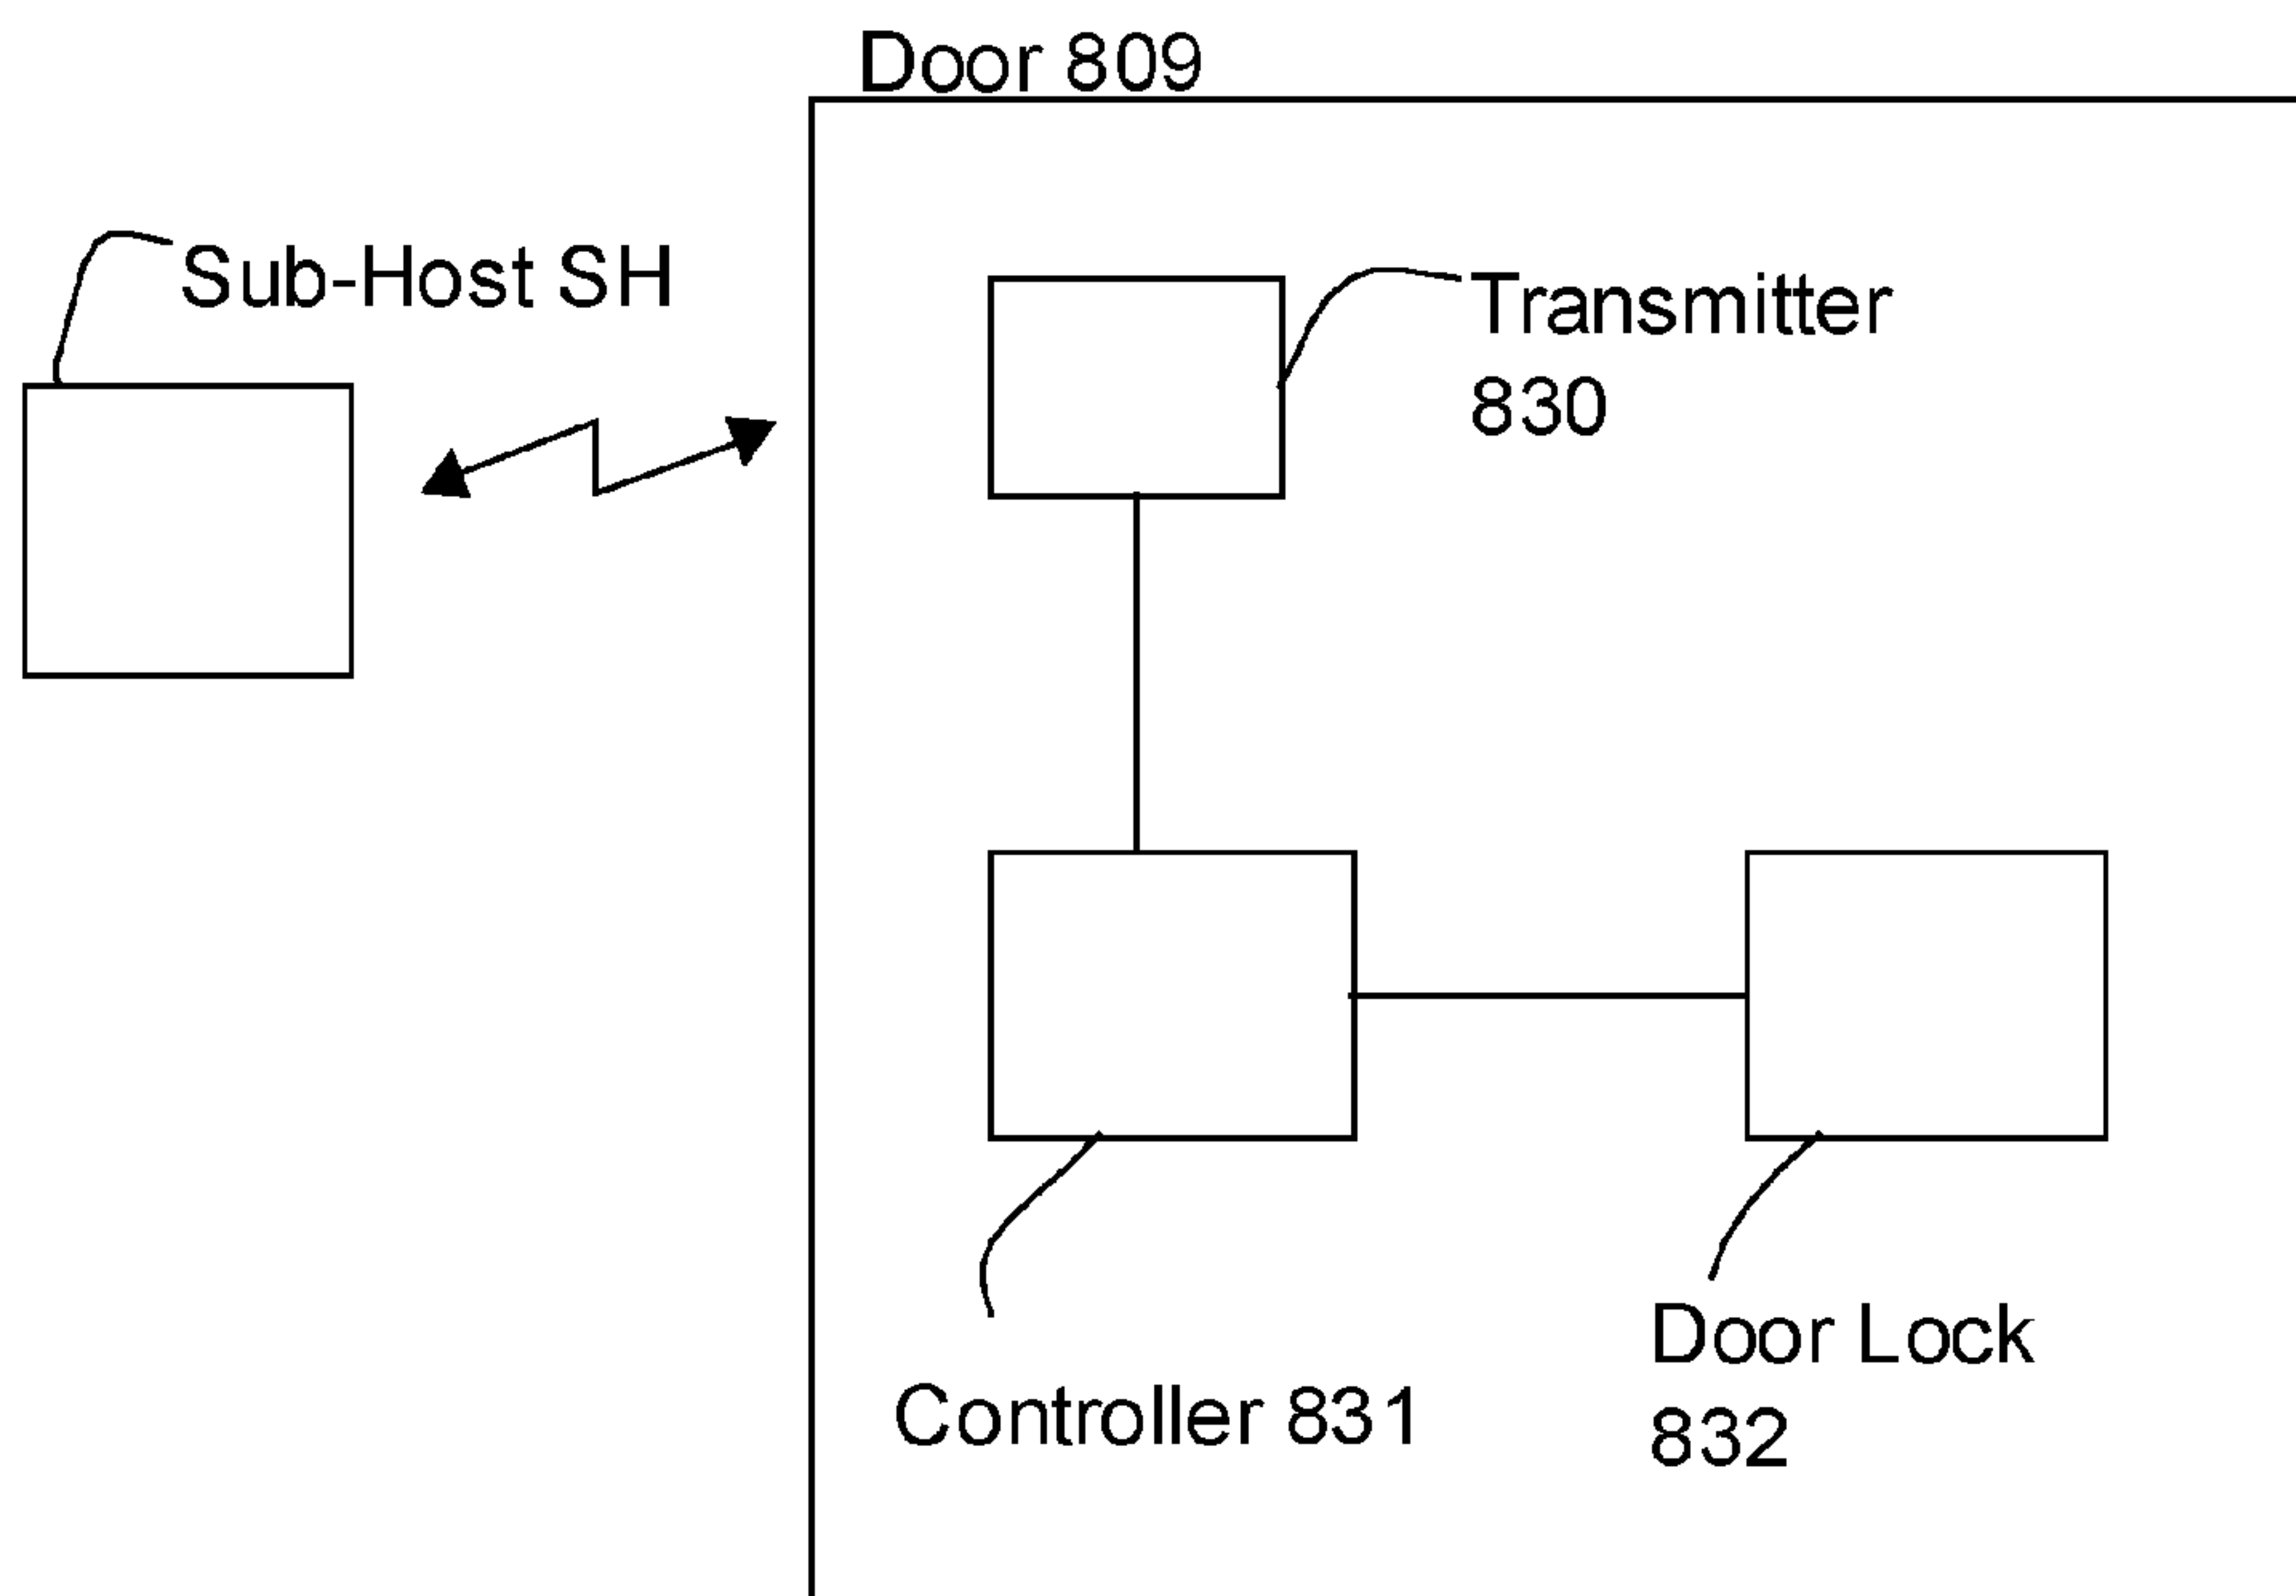 Door 809
Sub-Host SH
Transmitter
830
Door Lock
832
Controller 831